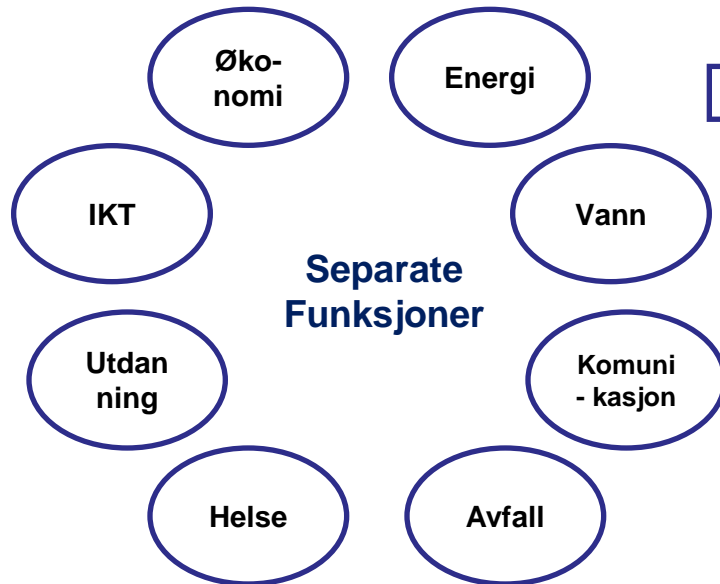 Øko-
nomi
Energi
IKT
Vann
Separate
Funksjoner
Utdan
ning
Komuni
- kasjon
Helse
Avfall